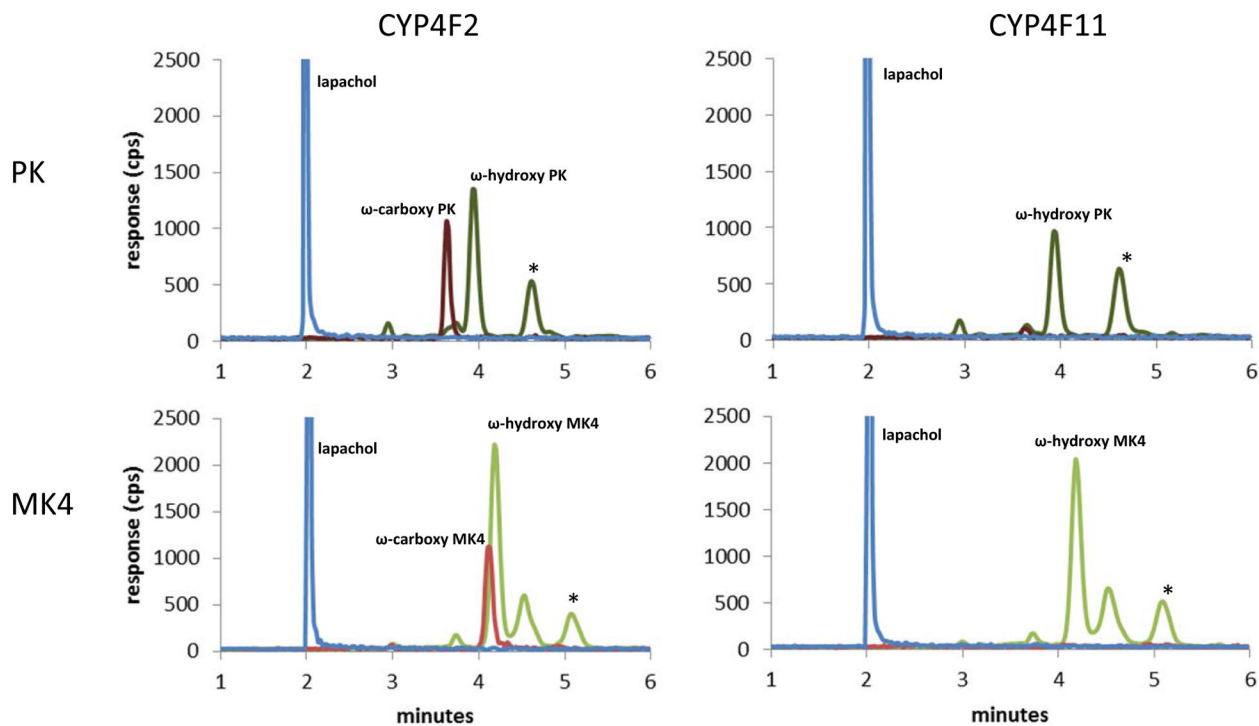 CYP4F2
CYP4F11
PK
response (cps)
2500
2000
1500
1000
500
0
lapachol
ω-carboxy PK
ω-hydroxy PK
*
1 2 3 4 5 6
2500
2000
1500
1000
500
0
lapachol
ω-hydroxy PK
*
1 2 3 4 5 6
MK4
response (cps)
2500
2000
1500
1000
500
0
lapachol
ω-hydroxy MK4
ω-carboxy MK4
*
1 2 3 4 5 6
minutes
2500
2000
1500
1000
500
0
lapachol
ω-hydroxy MK4
*
1 2 3 4 5 6
minutes